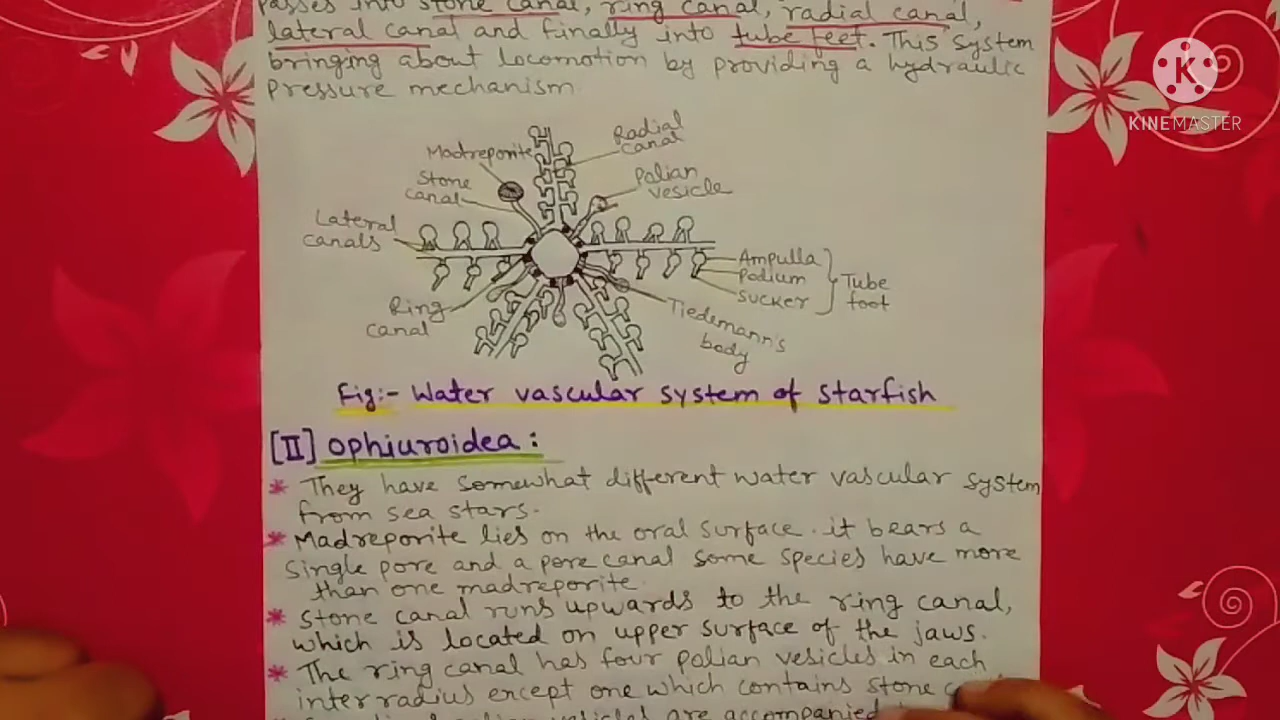 Passes into stone canal, ring canal, radial canal,
lateral canal and finally into tube feet. This system
bringing about locomotion by providing a hydraulic
pressure mechanism.
K
KINEMASTER
Radial
canal
Madreporite
Stone
canal
Polian
vesicle
Lateral
canals
Ampulla
Podium
Sucker
Tube
foot
Ring
canal
Tiedemann's
body
Fig:- Water vascular system of starfish
[II] Ophiuroidea :
* They have somewhat different water vascular system
from sea stars.
* Madreporite lies on the oral surface. it bears a
single pore and a pore canal some species have more
than one madreporite.
* Stone canal runs upwards to the ring canal,
which is located on upper surface of the jaws.
* The ring canal has four polian vesicles in each
interradius except one which contains stone
vesicles are accompanied